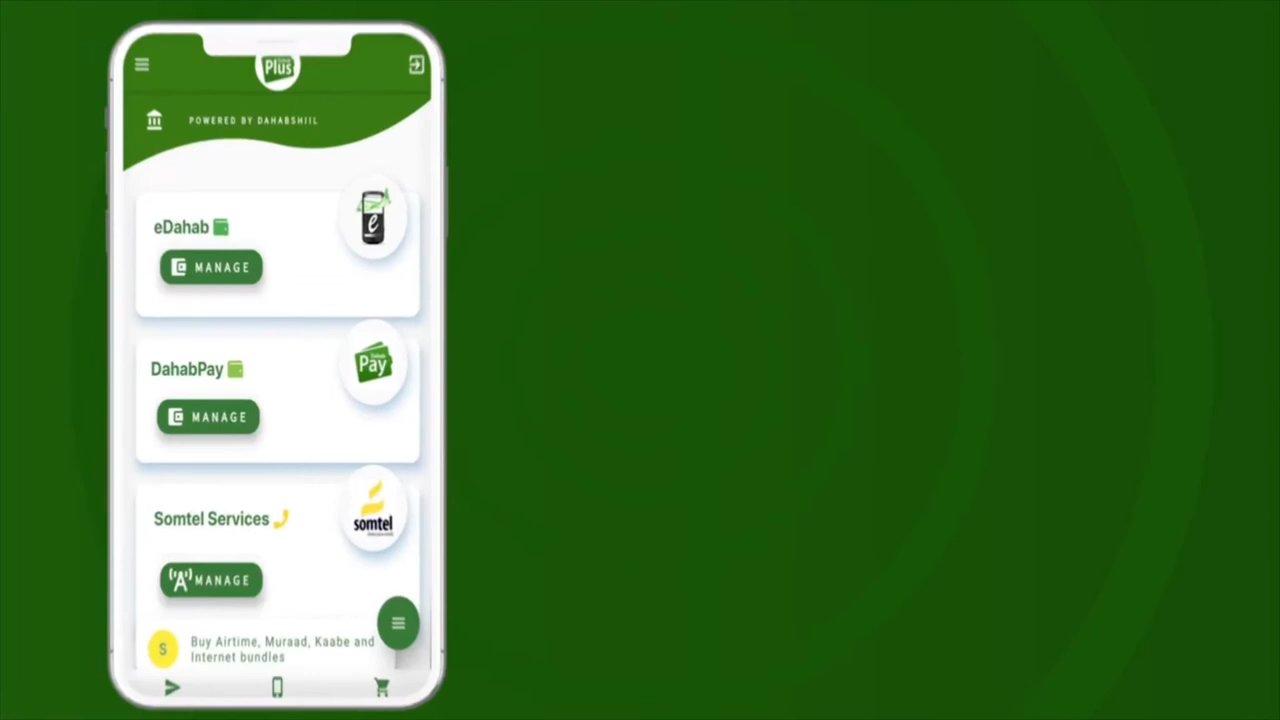 Plus
POWERED BY DAHABSHIIL
eDahab
e
MANAGE
DahabPay
Dahab
Pay
MANAGE
Somtel Services
somtel
MANAGE
S
Buy Airtime, Muraad, Kaabe and
Internet bundles